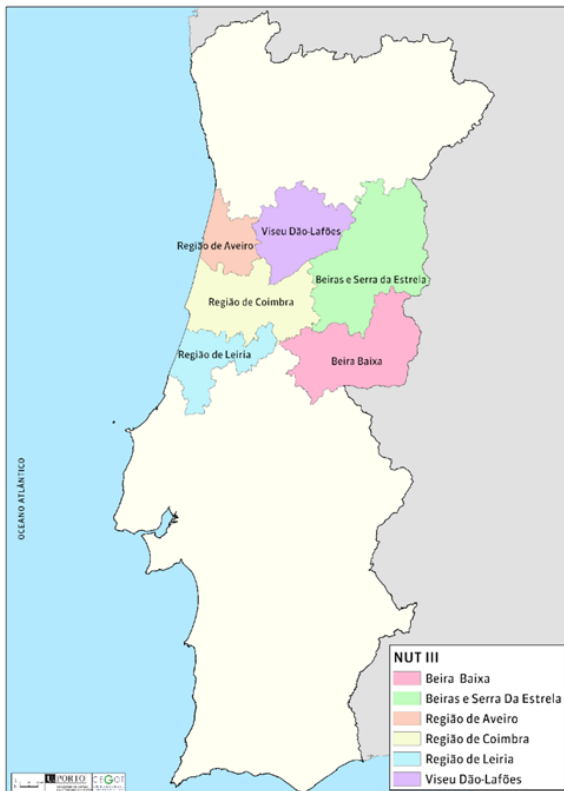 Viseu Dão-Lafões
Região de Aveiro
Beiras e Serra da Estrela
Região de Coimbra
Região de Leiria
Beira Baixa
OCEANO ATLÂNTICO
NUT III
Beira Baixa
Beiras e Serra Da Estrela
Região de Aveiro
Região de Coimbra
Região de Leiria
Viseu Dão-Lafões
U.PORTO
CEGOT